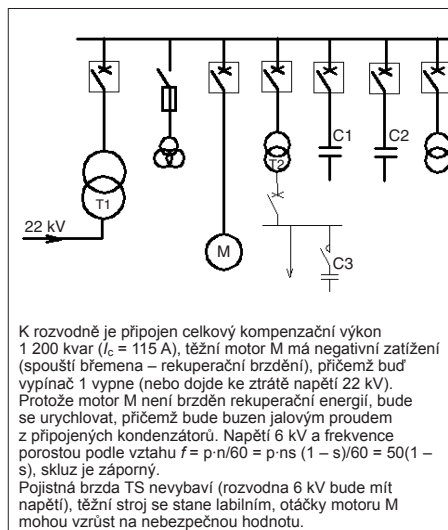 C1
C2
T2
T1
22 kV
M
C3
K rozvodně je připojen celkový kompenzační výkon
1 200 kvar (Ic = 115 A), těžní motor M má negativní zatížení
(spouští břemena – rekuperační brzdění), přičemž buď
vypínač 1 vypne (nebo dojde ke ztrátě napětí 22 kV).
Protože motor M není brzděn rekuperační energií, bude
se urychlovat, přičemž bude buzen jalovým proudem
z připojených kondenzátorů. Napětí 6 kV a frekvence
porostou podle vztahu f = p·n/60 = p·ns (1 – s)/60 = 50(1 –
s), skluz je záporný.
Pojistná brzda TS nevybaví (rozvodna 6 kV bude mít
napětí), těžní stroj se stane labilním, otáčky motoru M
mohou vzrůst na nebezpečnou hodnotu.